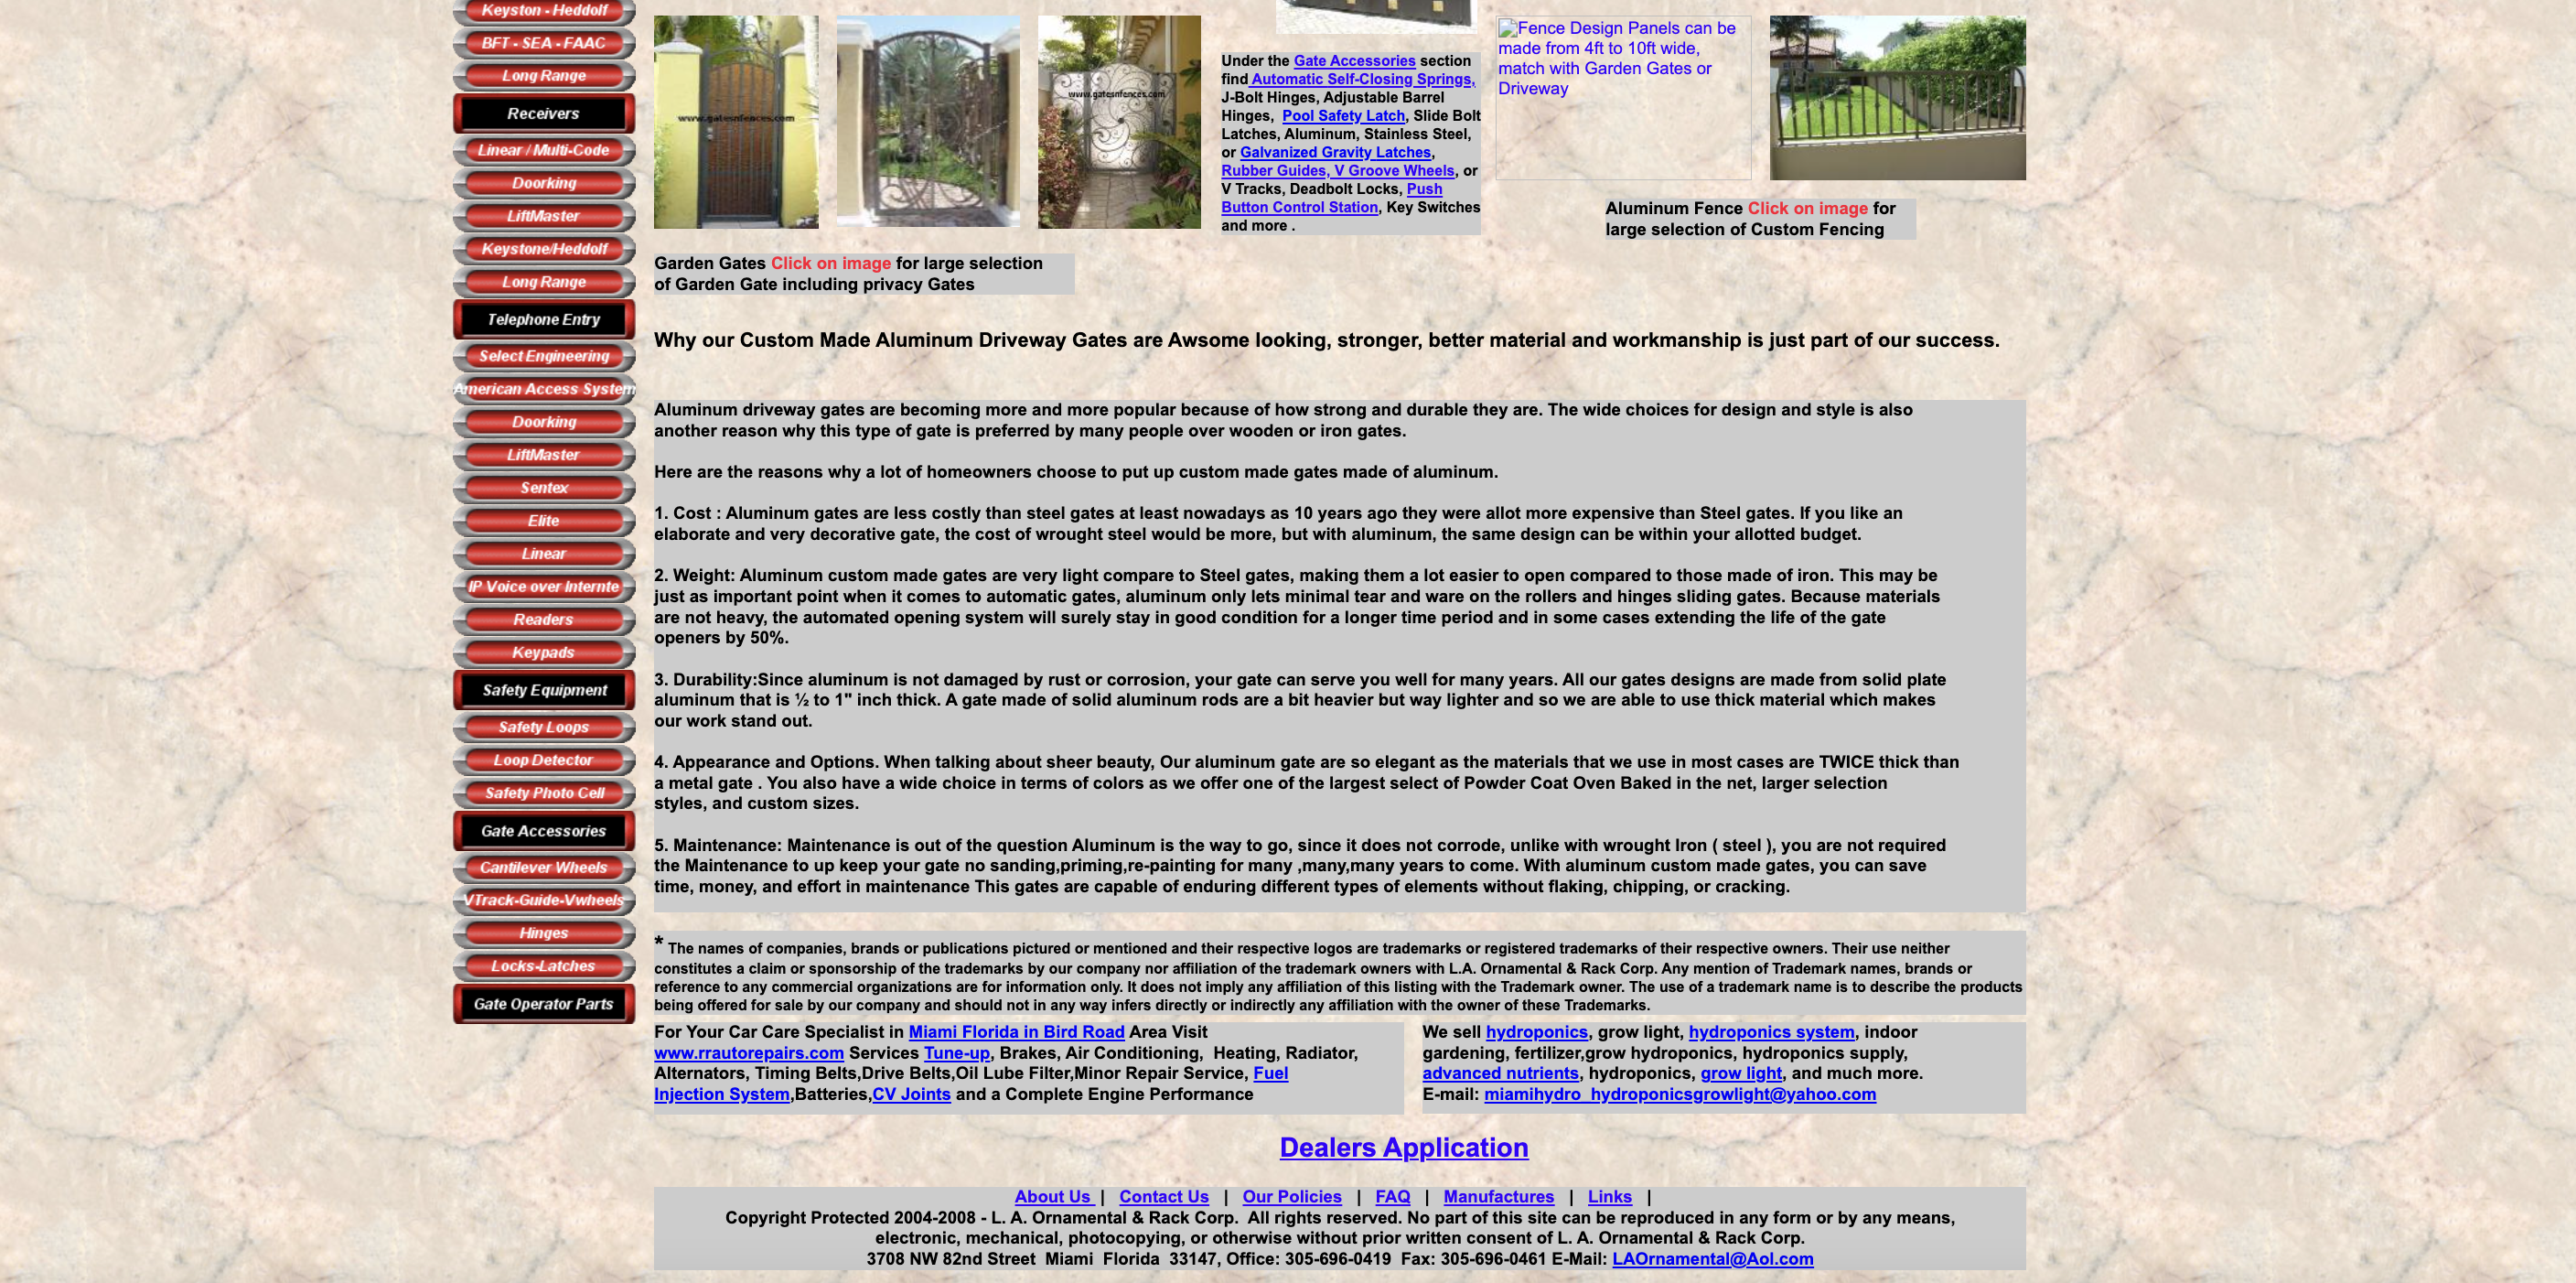 Keyston - Heddolf
BFT - SEA - FAAC
Long Range
Receivers
Linear / Multi-Code
Doorking
LiftMaster
Keystone/Heddolf
Long Range
Telephone Entry
Select Engineering
American Access System
Doorking
LiftMaster
Sentex
Elite
Linear
IP Voice over Internte
Readers
Keypads
Safety Equipment
Safety Loops
Loop Detector
Safety Photo Cell
Gate Accessories
Cantilever Wheels
VTrack-Guide-Vwheels
Hinges
Locks-Latches
Gate Operator Parts
www.gatesnfences.com
www.gatesnfences.com
Under the Gate Accessories section
find Automatic Self-Closing Springs,
J-Bolt Hinges, Adjustable Barrel
Hinges,  Pool Safety Latch, Slide Bolt
Latches, Aluminum, Stainless Steel,
or Galvanized Gravity Latches,
Rubber Guides, V Groove Wheels, or
V Tracks, Deadbolt Locks, Push
Button Control Station, Key Switches
and more .
Fence Design Panels can be
made from 4ft to 10ft wide,
match with Garden Gates or
Driveway
Aluminum Fence Click on image for
large selection of Custom Fencing
Garden Gates Click on image for large selection
of Garden Gate including privacy Gates
Why our Custom Made Aluminum Driveway Gates are Awsome looking, stronger, better material and workmanship is just part of our success.
Aluminum driveway gates are becoming more and more popular because of how strong and durable they are. The wide choices for design and style is also
another reason why this type of gate is preferred by many people over wooden or iron gates.
Here are the reasons why a lot of homeowners choose to put up custom made gates made of aluminum.
1. Cost : Aluminum gates are less costly than steel gates at least nowadays as 10 years ago they were allot more expensive than Steel gates. If you like an
elaborate and very decorative gate, the cost of wrought steel would be more, but with aluminum, the same design can be within your allotted budget.
2. Weight: Aluminum custom made gates are very light compare to Steel gates, making them a lot easier to open compared to those made of iron. This may be
just as important point when it comes to automatic gates, aluminum only lets minimal tear and ware on the rollers and hinges sliding gates. Because materials
are not heavy, the automated opening system will surely stay in good condition for a longer time period and in some cases extending the life of the gate
openers by 50%.
3. Durability:Since aluminum is not damaged by rust or corrosion, your gate can serve you well for many years. All our gates designs are made from solid plate
aluminum that is ½ to 1" inch thick. A gate made of solid aluminum rods are a bit heavier but way lighter and so we are able to use thick material which makes
our work stand out.
4. Appearance and Options. When talking about sheer beauty, Our aluminum gate are so elegant as the materials that we use in most cases are TWICE thick than
a metal gate . You also have a wide choice in terms of colors as we offer one of the largest select of Powder Coat Oven Baked in the net, larger selection
styles, and custom sizes.
5. Maintenance: Maintenance is out of the question Aluminum is the way to go, since it does not corrode, unlike with wrought Iron ( steel ), you are not required
the Maintenance to up keep your gate no sanding,priming,re-painting for many ,many,many years to come. With aluminum custom made gates, you can save
time, money, and effort in maintenance This gates are capable of enduring different types of elements without flaking, chipping, or cracking.
* The names of companies, brands or publications pictured or mentioned and their respective logos are trademarks or registered trademarks of their respective owners. Their use neither
constitutes a claim or sponsorship of the trademarks by our company nor affiliation of the trademark owners with L.A. Ornamental & Rack Corp. Any mention of Trademark names, brands or
reference to any commercial organizations are for information only. It does not imply any affiliation of this listing with the Trademark owner. The use of a trademark name is to describe the products
being offered for sale by our company and should not in any way infers directly or indirectly any affiliation with the owner of these Trademarks.
For Your Car Care Specialist in Miami Florida in Bird Road Area Visit
www.rrautorepairs.com Services Tune-up, Brakes, Air Conditioning,  Heating, Radiator,
Alternators, Timing Belts,Drive Belts,Oil Lube Filter,Minor Repair Service, Fuel
Injection System,Batteries,CV Joints and a Complete Engine Performance
We sell hydroponics, grow light, hydroponics system, indoor
gardening, fertilizer,grow hydroponics, hydroponics supply,
advanced nutrients, hydroponics, grow light, and much more.
E-mail: miamihydro_hydroponicsgrowlight@yahoo.com
Dealers Application
About Us |   Contact Us   |   Our Policies   |   FAQ   |   Manufactures   |   Links   |
Copyright Protected 2004-2008 - L. A. Ornamental & Rack Corp.  All rights reserved. No part of this site can be reproduced in any form or by any means,
electronic, mechanical, photocopying, or otherwise without prior written consent of L. A. Ornamental & Rack Corp.
3708 NW 82nd Street  Miami  Florida  33147, Office: 305-696-0419  Fax: 305-696-0461 E-Mail: LAOrnamental@Aol.com